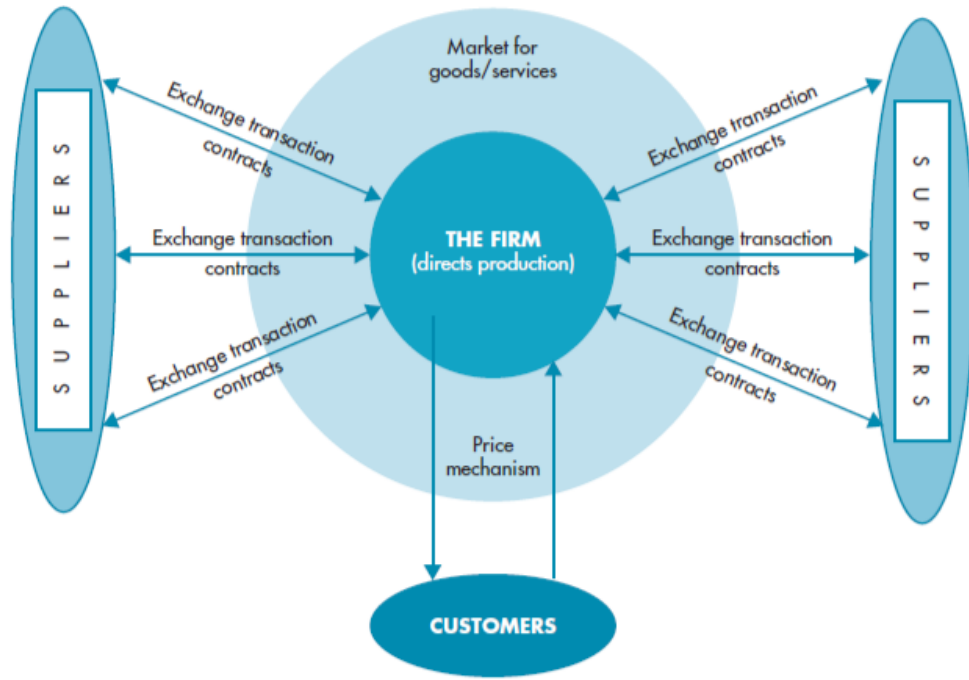 Market for
goods/services
Exchange transaction
contracts
Exchange transaction
contracts
SUPPLIERS
THE FIRM
(directs production)
SUPPLIERS
Exchange transaction
contracts
Exchange transaction
contracts
Exchange transaction
contracts
Exchange transaction
contracts
Price
mechanism
CUSTOMERS